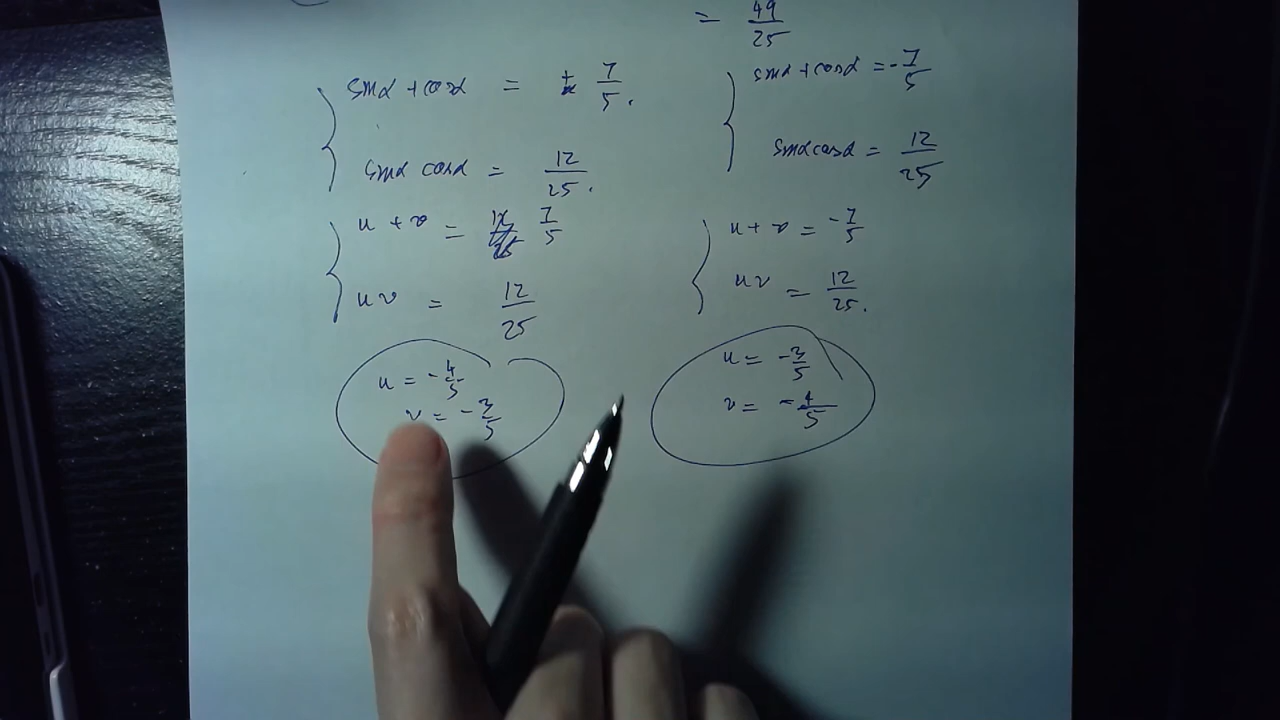 = 49/25
sinα + cosα = ± 7/5.
sinα cosα = 12/25.
u + v = 7/5
uv = 12/25
u = -4/5
v = -3/5
sinα + cosα = -7/5
sinα cosα = 12/25
u + v = -7/5
uv = 12/25.
u = -3/5
v = -4/5